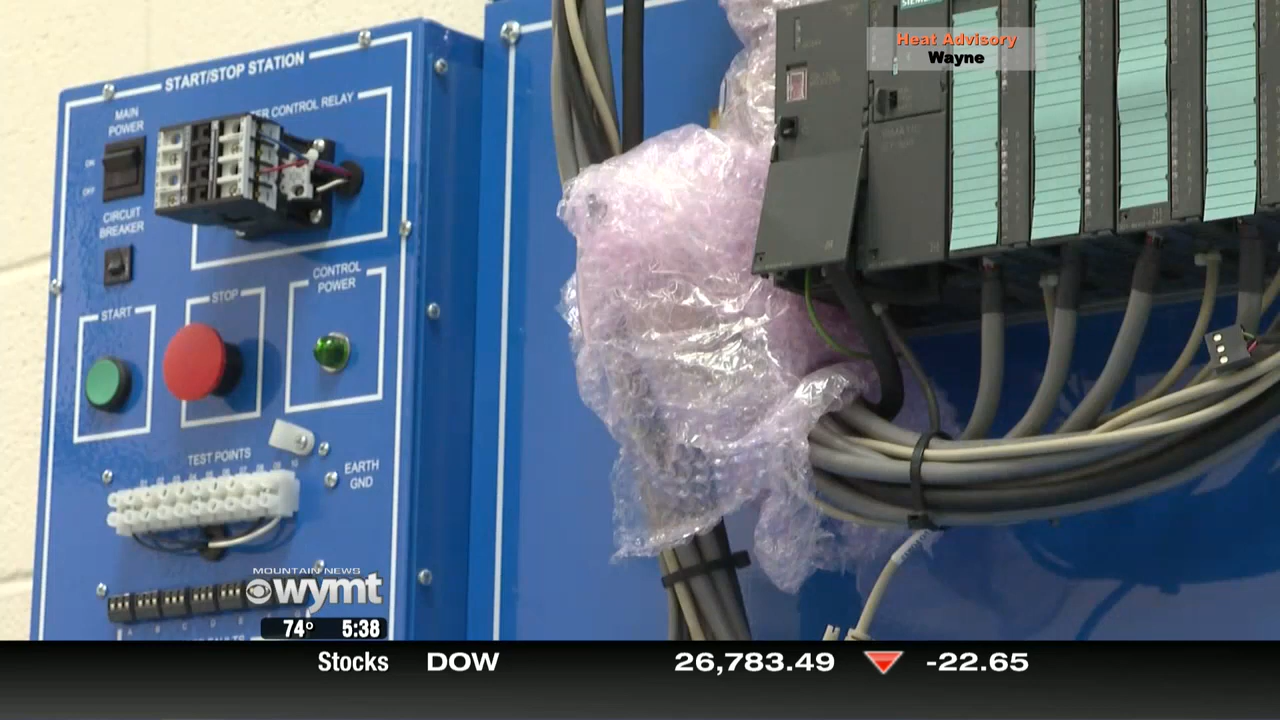 Heat Advisory
Wayne
START/STOP STATION
MAIN
POWER
ON
OFF
CONTROL RELAY
CIRCUIT
BREAKER
CONTROL
POWER
START
STOP
TEST POINTS
EARTH
GND
MOUNTAIN NEWS
wymt
74° 5:38
Stocks DOW 26,783.49 -22.65